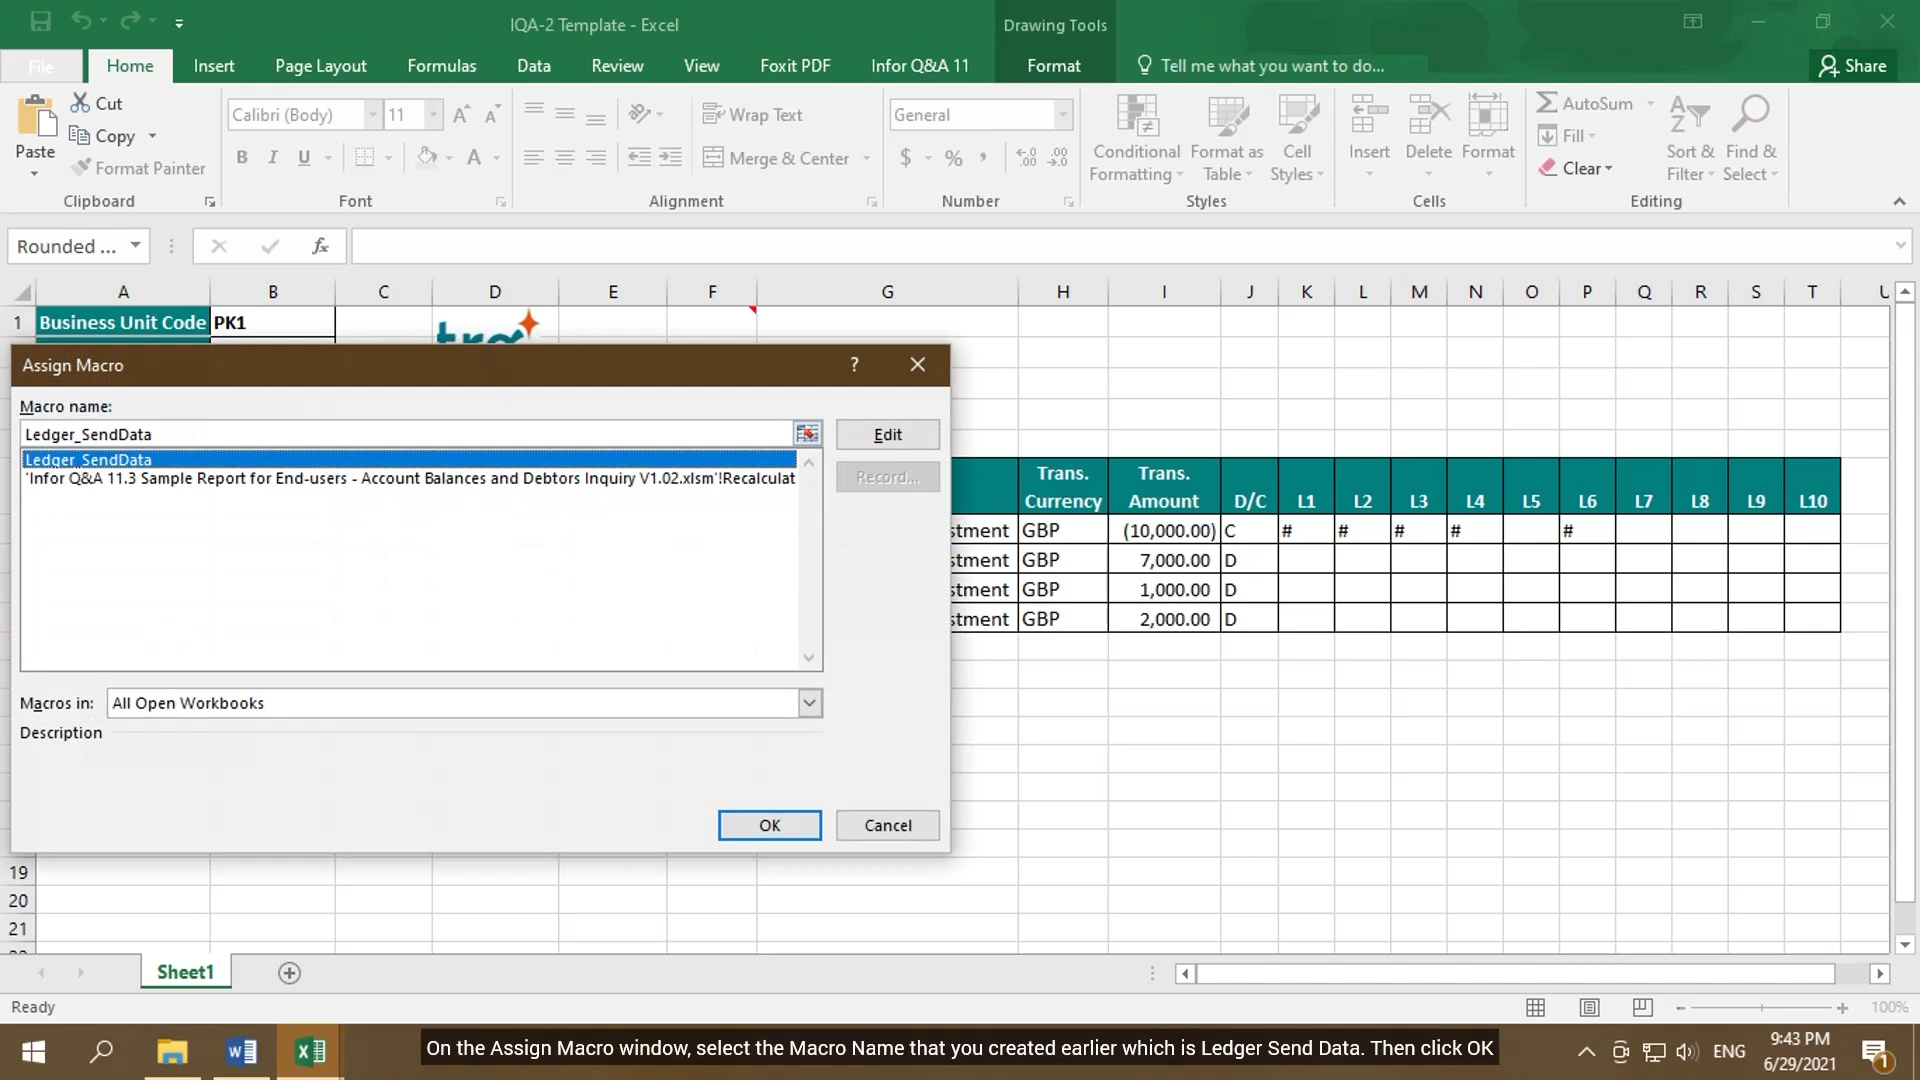 IQA-2 Template - Excel
Drawing Tools
File
Home
Insert
Page Layout
Formulas
Data
Review
View
Foxit PDF
Infor Q&A 11
Format
Tell me what you want to do...
Share
Paste
Cut
Copy
Format Painter
Clipboard
Calibri (Body)
11
B I U
Font
Wrap Text
Merge & Center
Alignment
General
$ % ,
Number
Conditional
Formatting
Format as
Table
Cell
Styles
Styles
Insert
Delete
Format
Cells
AutoSum
Fill
Clear
Sort &
Filter
Find &
Select
Editing
Rounded ...
fx
A B C D E F G H I J K L M N O P Q R S T U
1 Business Unit Code PK1
Assign Macro
?
Macro name:
Ledger_SendData
Edit
Ledger_SendData
'Infor Q&A 11.3 Sample Report for End-users - Account Balances and Debtors Inquiry V1.02.xlsm'!Recalculat
Record...
Macros in: All Open Workbooks
Description
OK
Cancel
Trans. Currency Trans. Amount D/C L1 L2 L3 L4 L5 L6 L7 L8 L9 L10
stment GBP (10,000.00) C # # # # #
stment GBP 7,000.00 D
stment GBP 1,000.00 D
stment GBP 2,000.00 D
19
20
21
Sheet1
Ready
100%
On the Assign Macro window, select the Macro Name that you created earlier which is Ledger Send Data. Then click OK
ENG
9:43 PM
6/29/2021
1